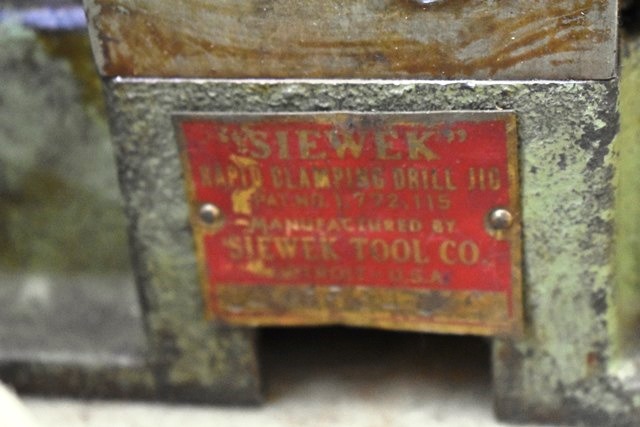 "SIEWEK"
RAPID CLAMPING DRILL JIG
PAT. NO. 1,772,115
MANUFACTURED BY
SIEWEK TOOL CO.
DETROIT - U.S.A.